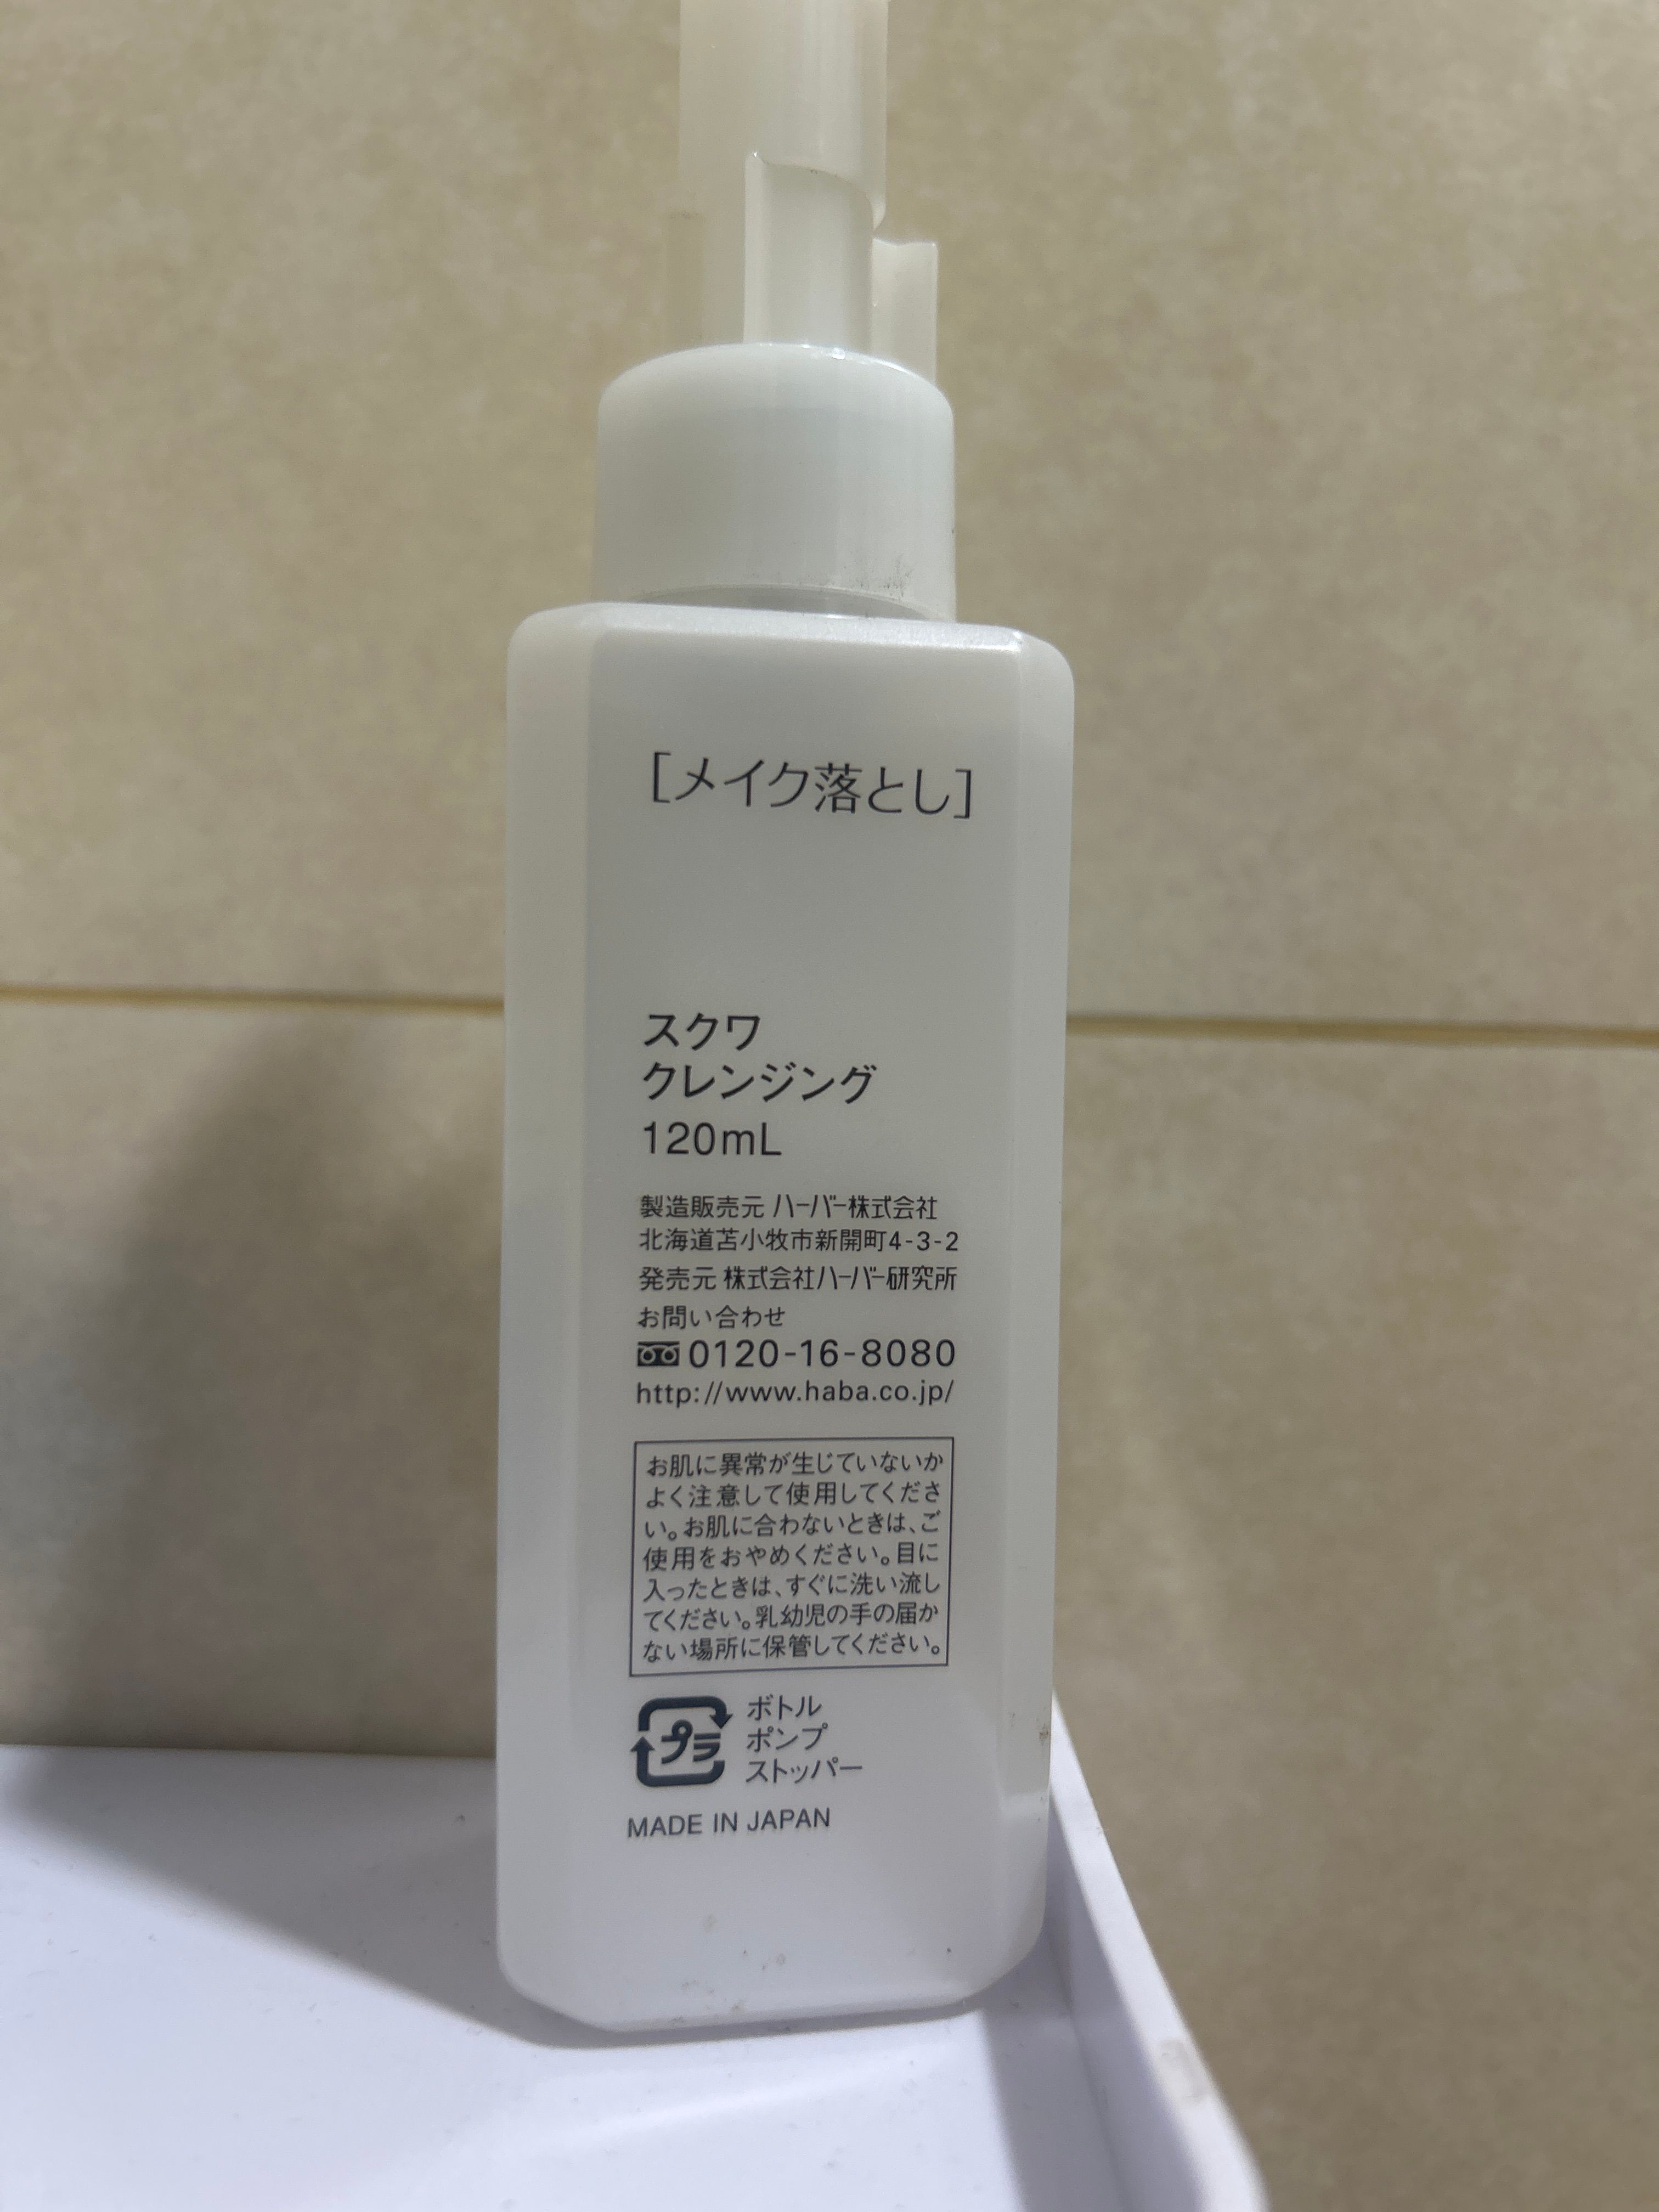 ［メイク落とし］
スクワ
クレンジング
120mL
製造販売元 ハーバー株式会社
北海道苫小牧市新開町4-3-2
発売元 株式会社ハーバー研究所
お問い合わせ
0120-16-8080
http://www.haba.co.jp/
お肌に異常が生じていないか
よく注意して使用してくださ
い。お肌に合わないときは、ご
使用をおやめください。目に
入ったときは、すぐに洗い流し
てください。乳幼児の手の届か
ない場所に保管してください。
プラ ボトル
ポンプ
ストッパー
MADE IN JAPAN